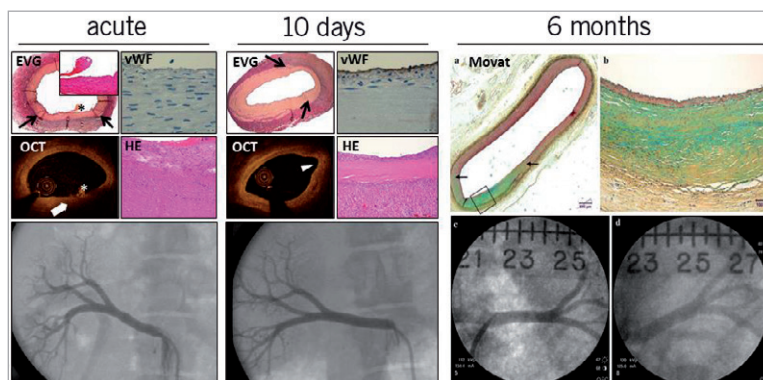 acute
10 days
6 months
EVG
vWF
*
OCT
HE
*
EVG
vWF
OCT
HE
a
Movat
b
c
21 23 25
d
23 25 27